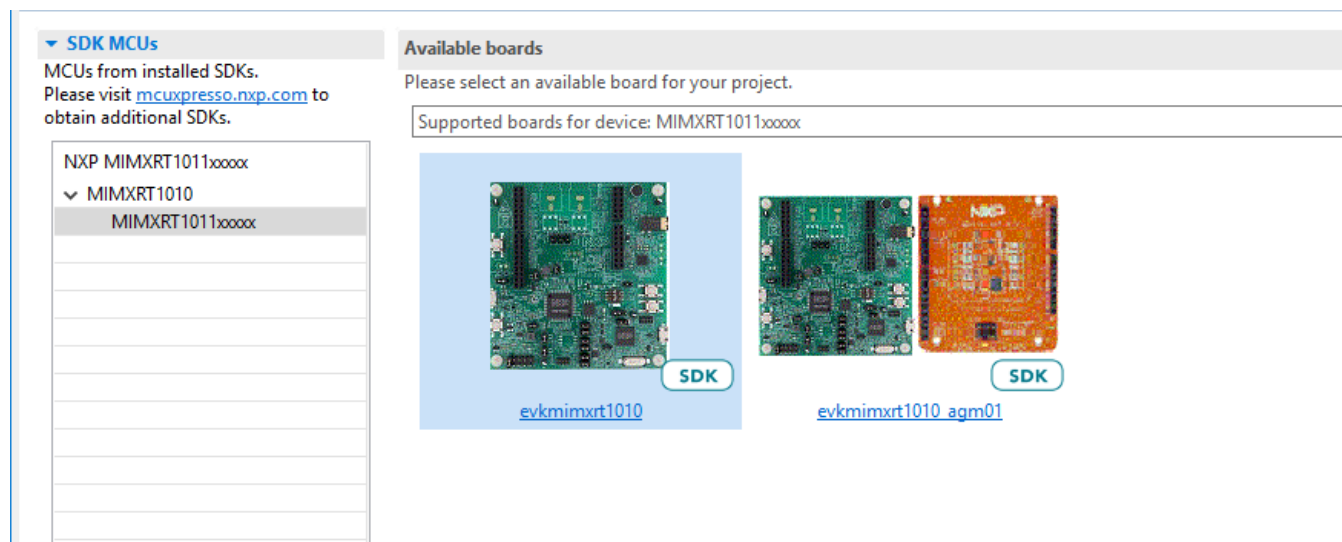 SDK MCUs
MCUs from installed SDKs.
Please visit mcuxpresso.nxp.com to
obtain additional SDKs.
NXP MIMXRT1011xxxxx
MIMXRT1010
MIMXRT1011xxxxx
Available boards
Please select an available board for your project.
Supported boards for device: MIMXRT1011xxxxx
SDK
evkmimxrt1010
NXP
SDK
evkmimxrt1010_agm01